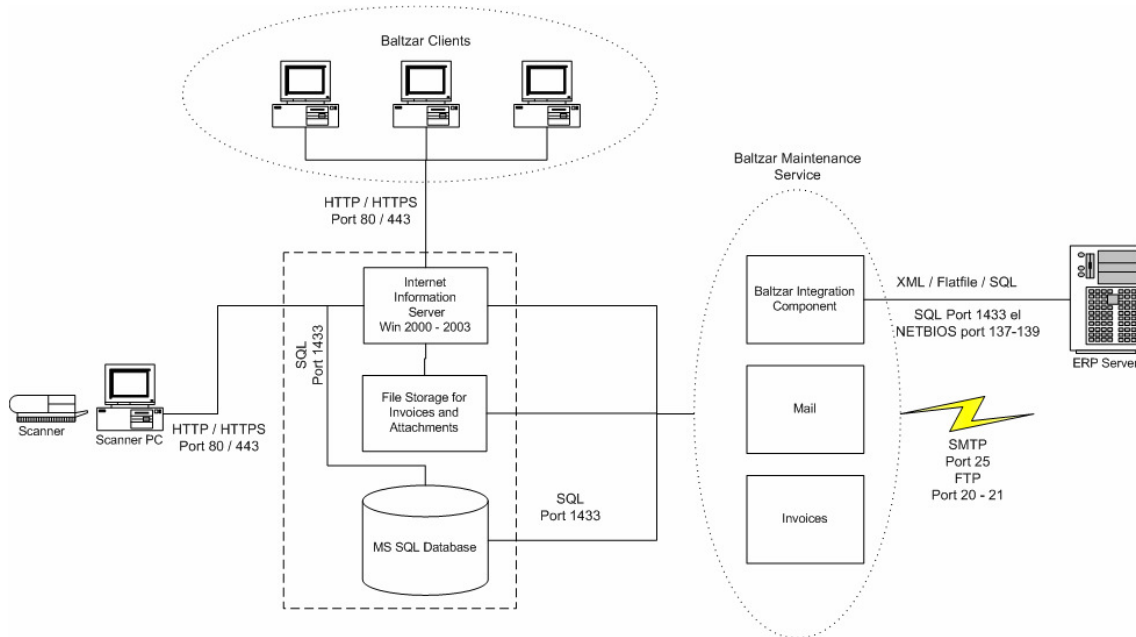 Baltzar Clients
HTTP / HTTPS
Port 80 / 443
Baltzar Maintenance
Service
Internet
Information
Server
Win 2000 - 2003
SQL
Port 1433
File Storage for
Invoices and
Attachments
MS SQL Database
SQL
Port 1433
Scanner
Scanner PC
HTTP / HTTPS
Port 80 / 443
Baltzar Integration
Component
Mail
Invoices
XML / Flatfile / SQL
SQL Port 1433 el
NETBIOS port 137-139
ERP Server
SMTP
Port 25
FTP
Port 20 - 21